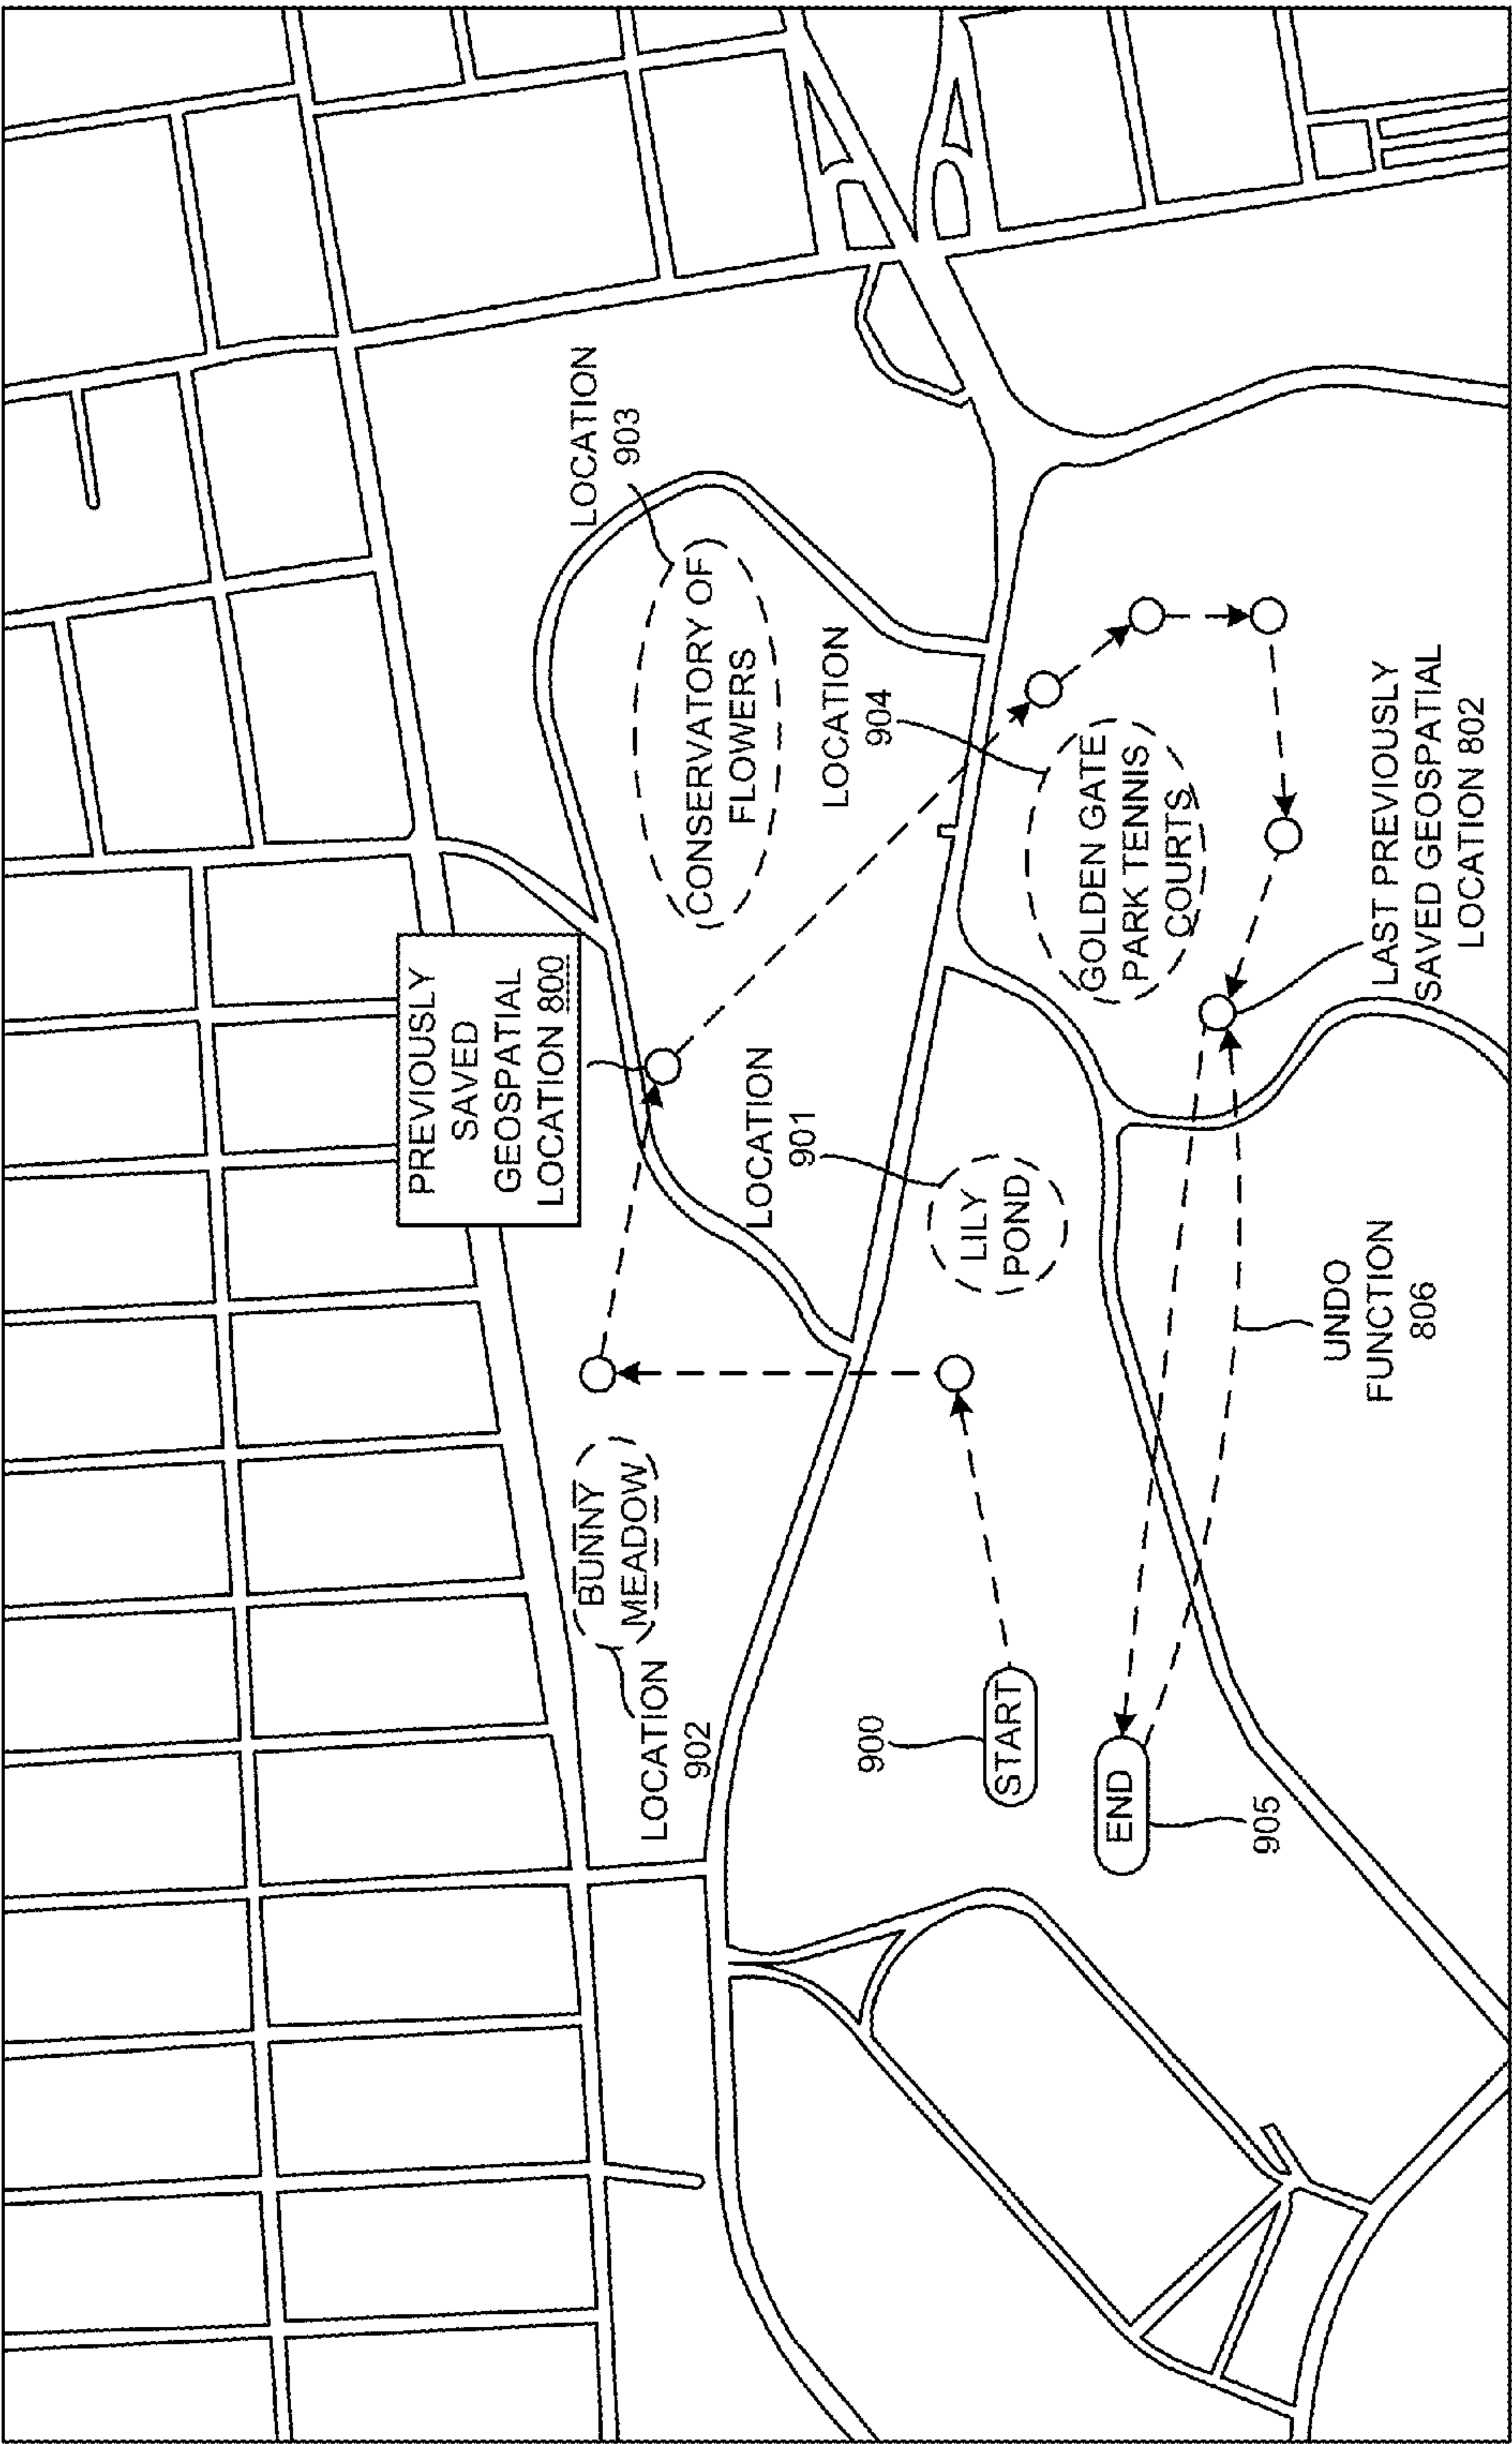 PREVIOUSLY
SAVED
GEOSPATIAL
LOCATION 800
LOCATION
903
CONSERVATORY OF
FLOWERS
BUNNY
MEADOW
LOCATION
902
LOCATION
901
LOCATION
904
LILY
POND
900
START
GOLDEN GATE
PARK TENNIS
COURTS
END
905
UNDO
FUNCTION
806
LAST PREVIOUSLY
SAVED GEOSPATIAL
LOCATION 802